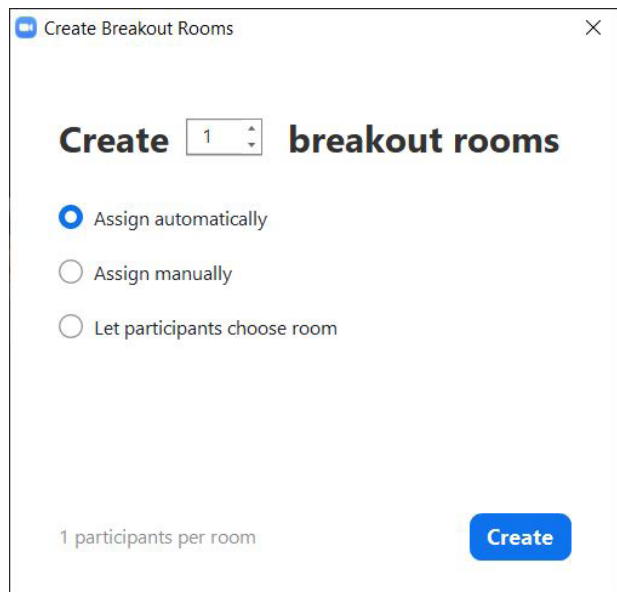 Create Breakout Rooms
Create 1 breakout rooms
Assign automatically
Assign manually
Let participants choose room
1 participants per room
Create